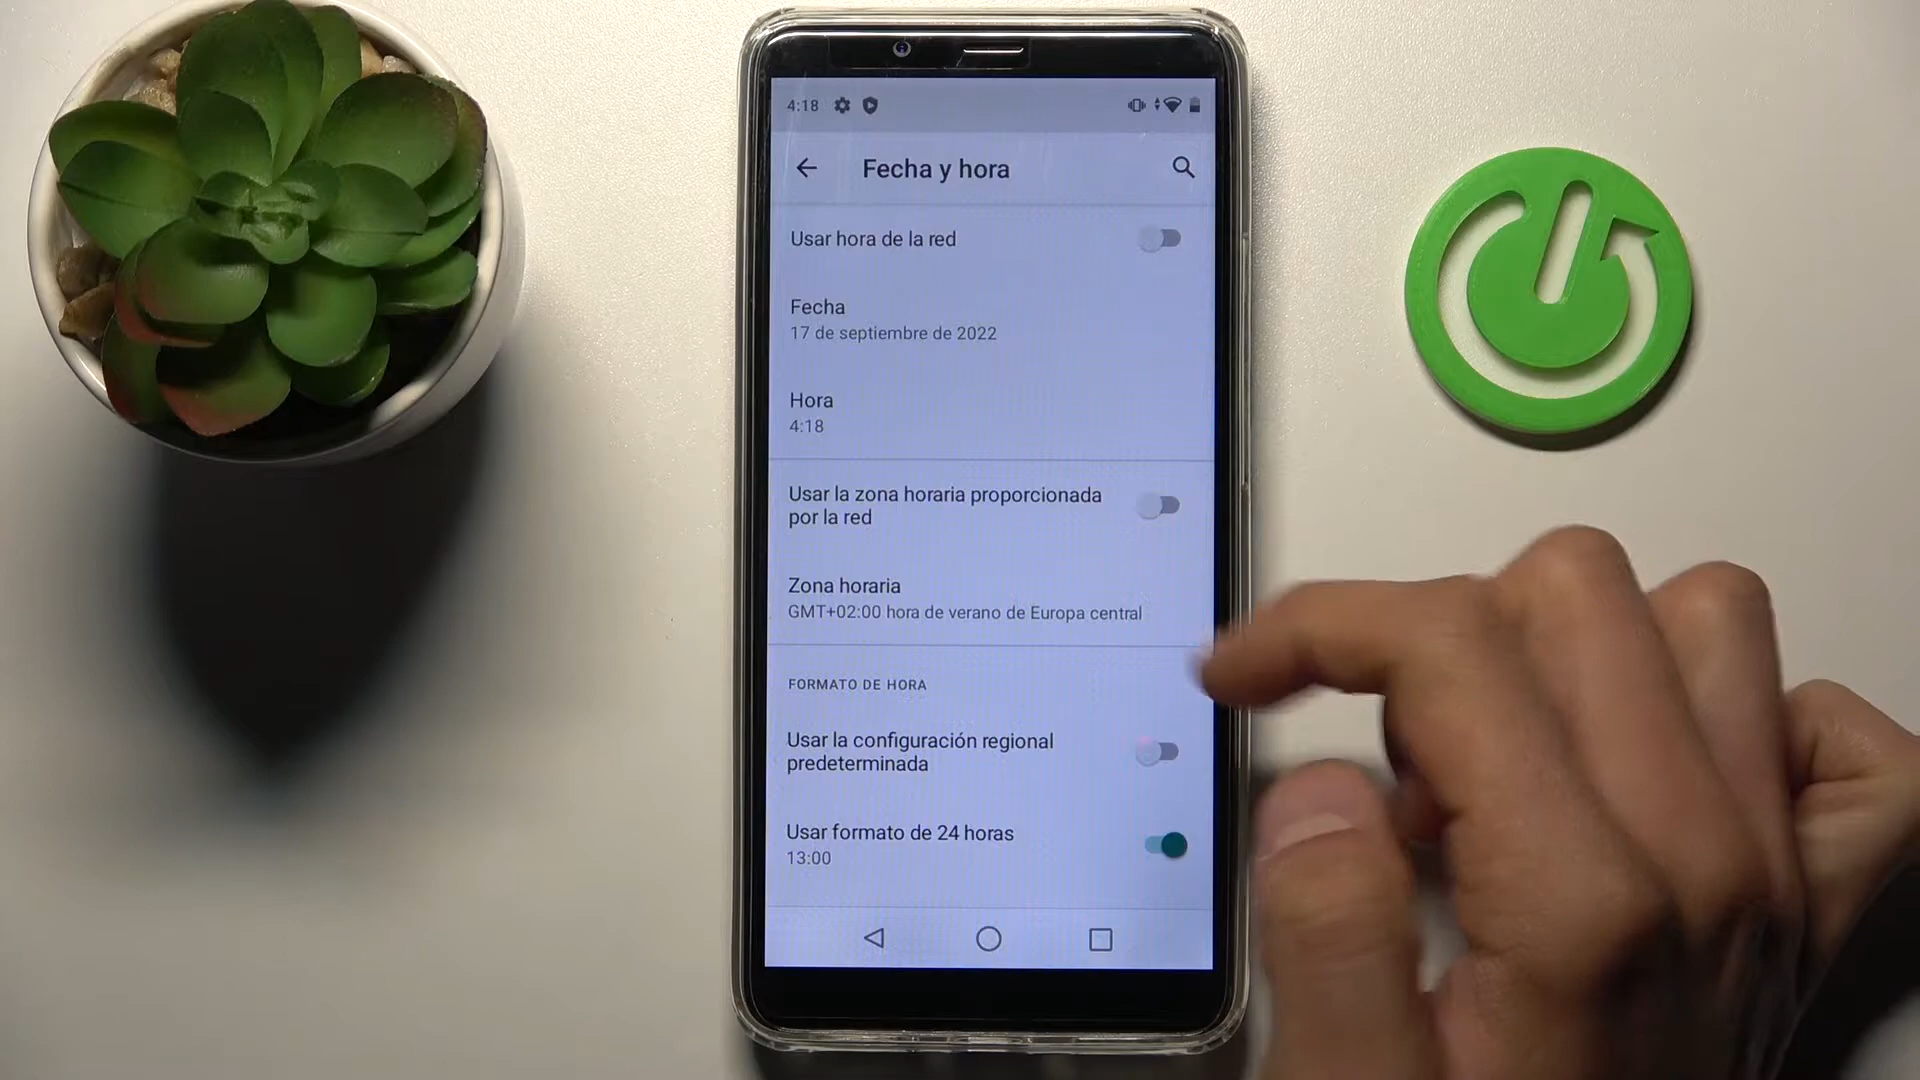 4:18
Fecha y hora
Usar hora de la red
Fecha
17 de septiembre de 2022
Hora
4:18
Usar la zona horaria proporcionada
por la red
Zona horaria
GMT+02:00 hora de verano de Europa central
FORMATO DE HORA
Usar la configuración regional
predeterminada
Usar formato de 24 horas
13:00